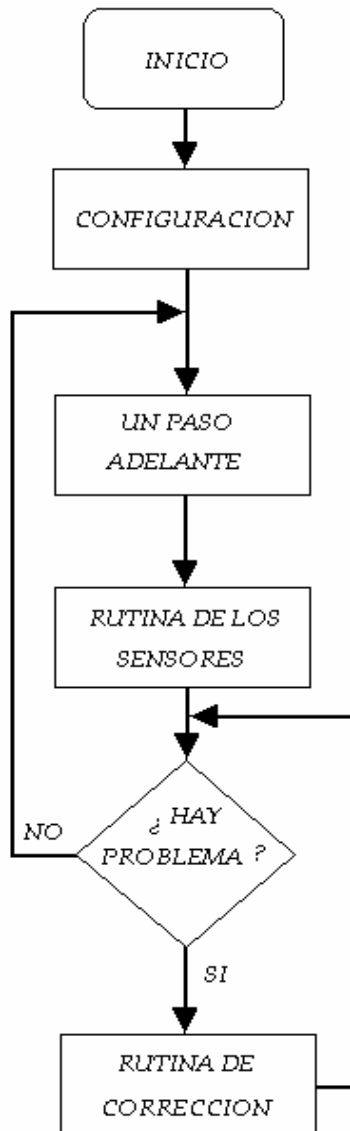 INICIO
CONFIGURACION
UN PASO
ADELANTE
RUTINA DE LOS
SENSORES
¿ HAY
PROBLEMA ?
NO
SI
RUTINA DE
CORRECCION